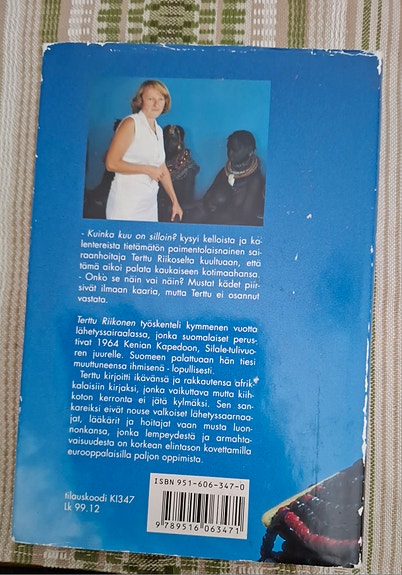 - Kuinka kuu on silloin? kysyi kelloista ja ka-
lentereista tietämätön paimentolaisnainen sai-
raanhoitaja Terttu Riikoselta kuultuaan, että
tämä aikoi palata kaukaiseen kotimaahansa.
- Onko se näin vai näin? Mustat kädet piir-
sivät ilmaan kaaria, mutta Terttu ei osannut
vastata.
Terttu Riikonen työskenteli kymmenen vuotta
lähetyssairaalassa, jonka suomalaiset perus-
tivat 1964 Kenian Kapedoon, Silale-tulivuo-
ren juurelle. Suomeen palattuaan hän tiesi
muuttuneensa ihmisenä - lopullisesti.
Terttu kirjoitti ikävänsä ja rakkautensa afrik-
kalaisiin kirjaksi, jonka vaikuttava mutta kiih-
koton kerronta ei jätä kylmäksi. Sen san-
kareiksi eivät nouse valkoiset lähetyssaarnaa-
jat, lääkärit ja hoitajat vaan musta luon-
nonkansa, jonka lempeydestä ja armahta-
vaisuudesta on korkean elintason kovettamilla
eurooppalaisilla paljon oppimista.
ISBN 951-606-347-0
9 789516 063471
tilauskoodi KI347
Lk 99.12